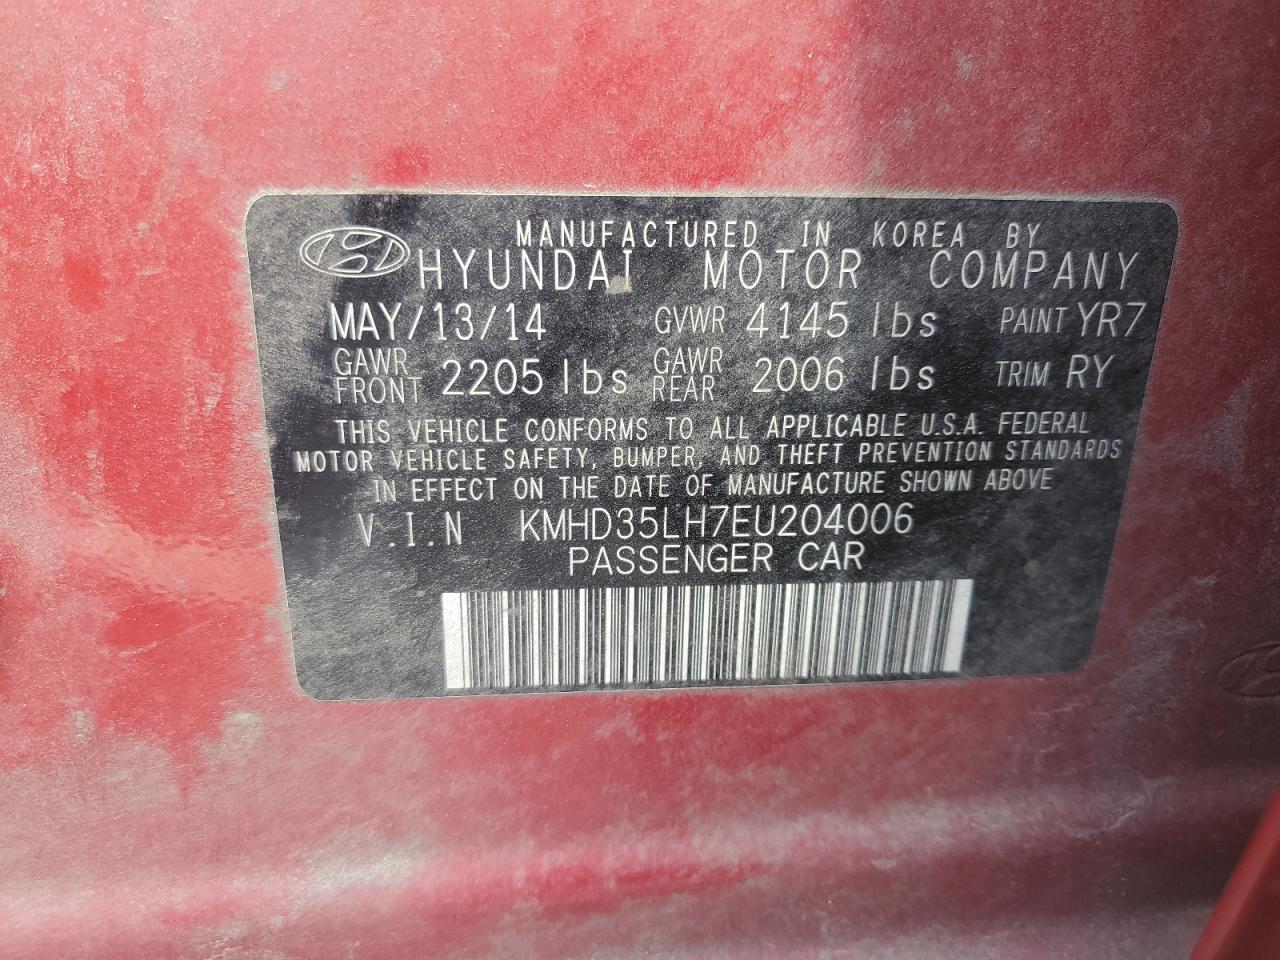 MANUFACTURED IN KOREA BY
HYUNDAI MOTOR COMPANY
MAY/13/14 GVWR 4145 lbs PAINT YR7
GAWR FRONT 2205 lbs GAWR REAR 2006 lbs TRIM RY
THIS VEHICLE CONFORMS TO ALL APPLICABLE U.S.A. FEDERAL
MOTOR VEHICLE SAFETY, BUMPER, AND THEFT PREVENTION STANDARDS
IN EFFECT ON THE DATE OF MANUFACTURE SHOWN ABOVE
V.I.N KMHD35LH7EU204006
PASSENGER CAR